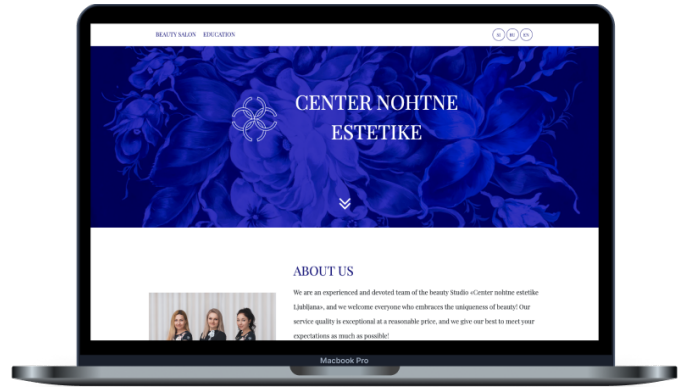 BEAUTY SALON EDUCATION
SI RU EN
CENTER NOHTNE
ESTETIKE
ABOUT US
We are an experienced and devoted team of the beauty Studio «Center nohtne estetike
Ljubljana», and we welcome everyone who embraces the uniqueness of beauty! Our
service quality is exceptional at a reasonable price, and we give our best to meet your
expectations as much as possible!
Macbook Pro